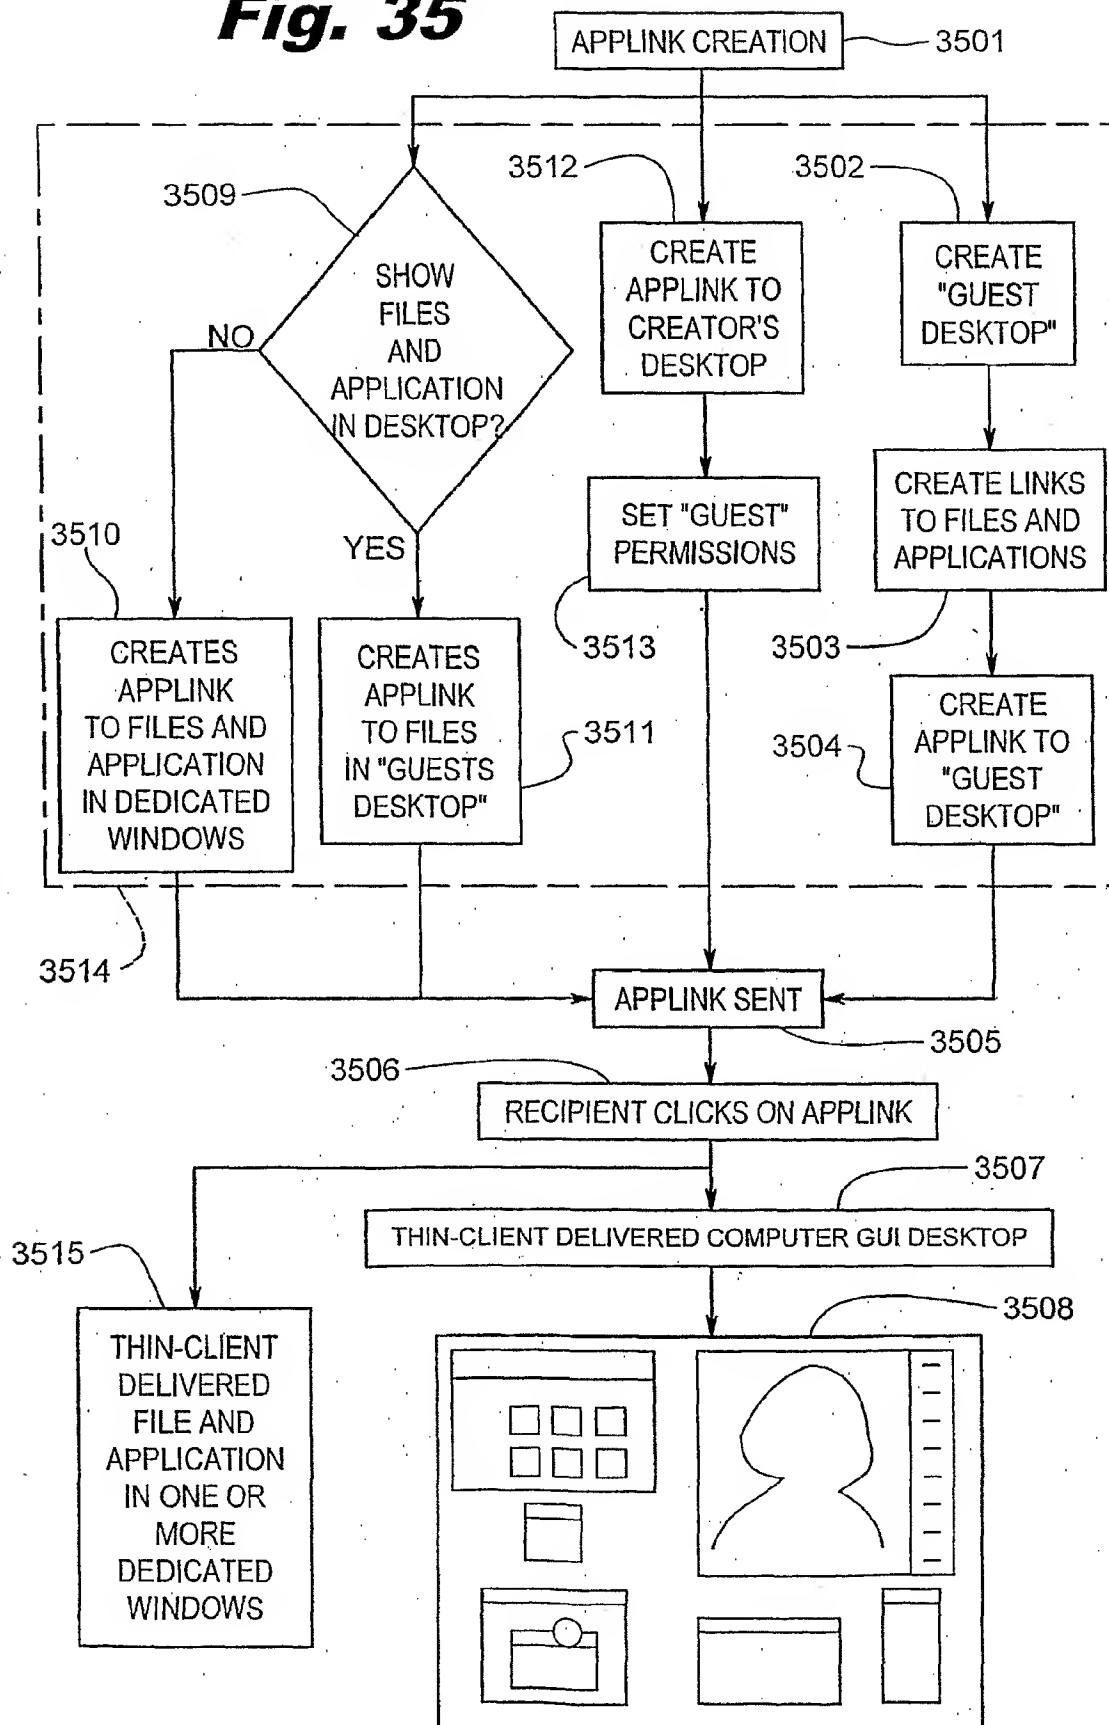 Fig. 35
APPLINK CREATION
3501
3512
3502
3509
SHOW
FILES
AND
APPLICATION
IN DESKTOP?
NO
YES
CREATE
APPLINK TO
CREATOR'S
DESKTOP
CREATE
"GUEST
DESKTOP"
SET "GUEST"
PERMISSIONS
CREATE LINKS
TO FILES AND
APPLICATIONS
3510
3513
3503
CREATES
APPLINK
TO FILES AND
APPLICATION
IN DEDICATED
WINDOWS
CREATES
APPLINK
TO FILES
IN "GUESTS
DESKTOP"
3511
3504
CREATE
APPLINK TO
"GUEST
DESKTOP"
3514
APPLINK SENT
3505
3506
RECIPIENT CLICKS ON APPLINK
3507
THIN-CLIENT DELIVERED COMPUTER GUI DESKTOP
3515
3508
THIN-CLIENT
DELIVERED
FILE AND
APPLICATION
IN ONE OR
MORE
DEDICATED
WINDOWS